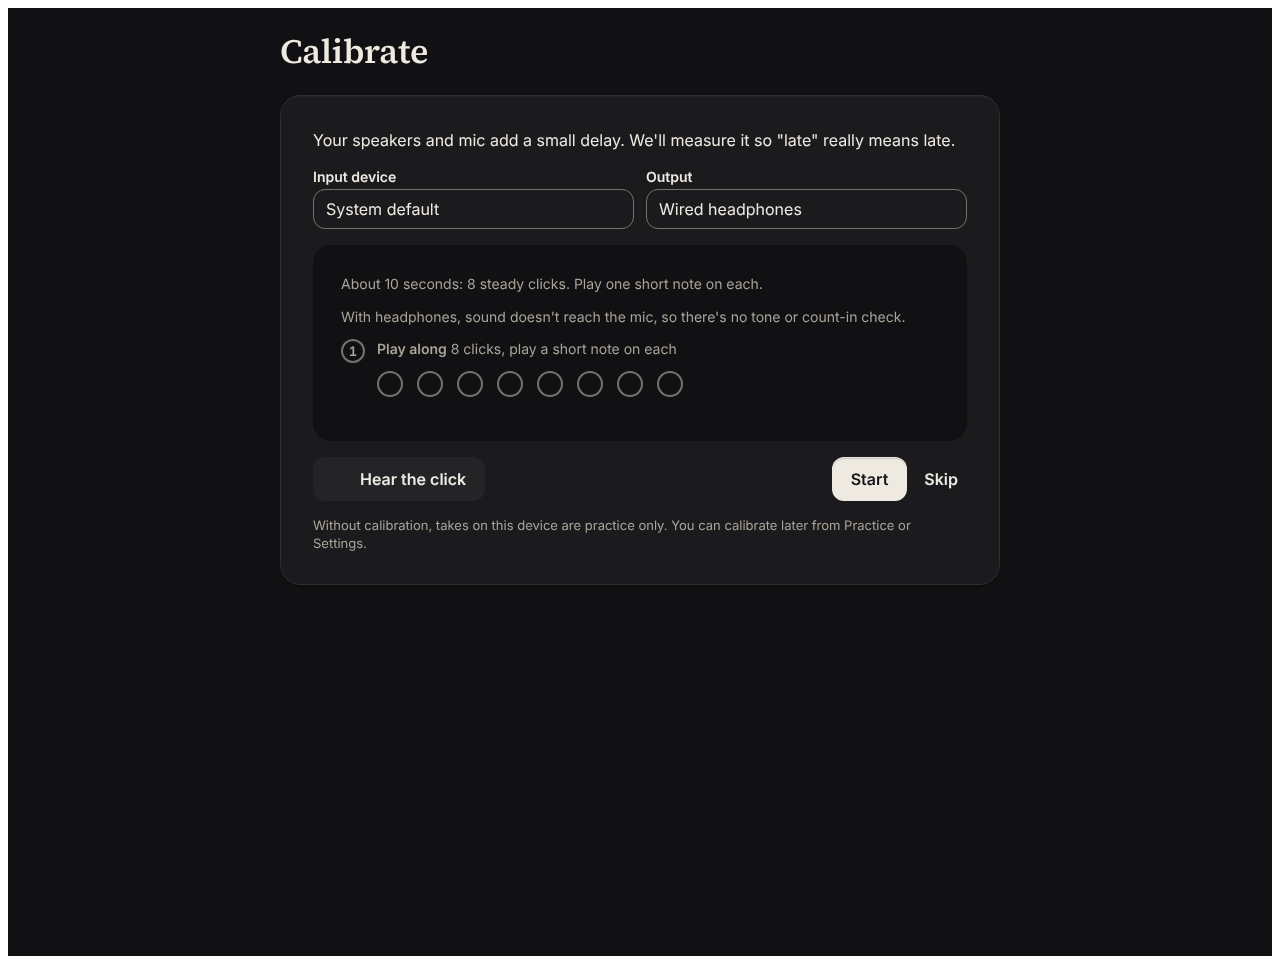 Calibrate
Your speakers and mic add a small delay. We'll measure it so "late" really means late.
Input device
Output
System default
Wired headphones
About 10 seconds: 8 steady clicks. Play one short note on each.
With headphones, sound doesn't reach the mic, so there's no tone or count-in check.
1 Play along 8 clicks, play a short note on each
Hear the click
Start
Skip
Without calibration, takes on this device are practice only. You can calibrate later from Practice or
Settings.